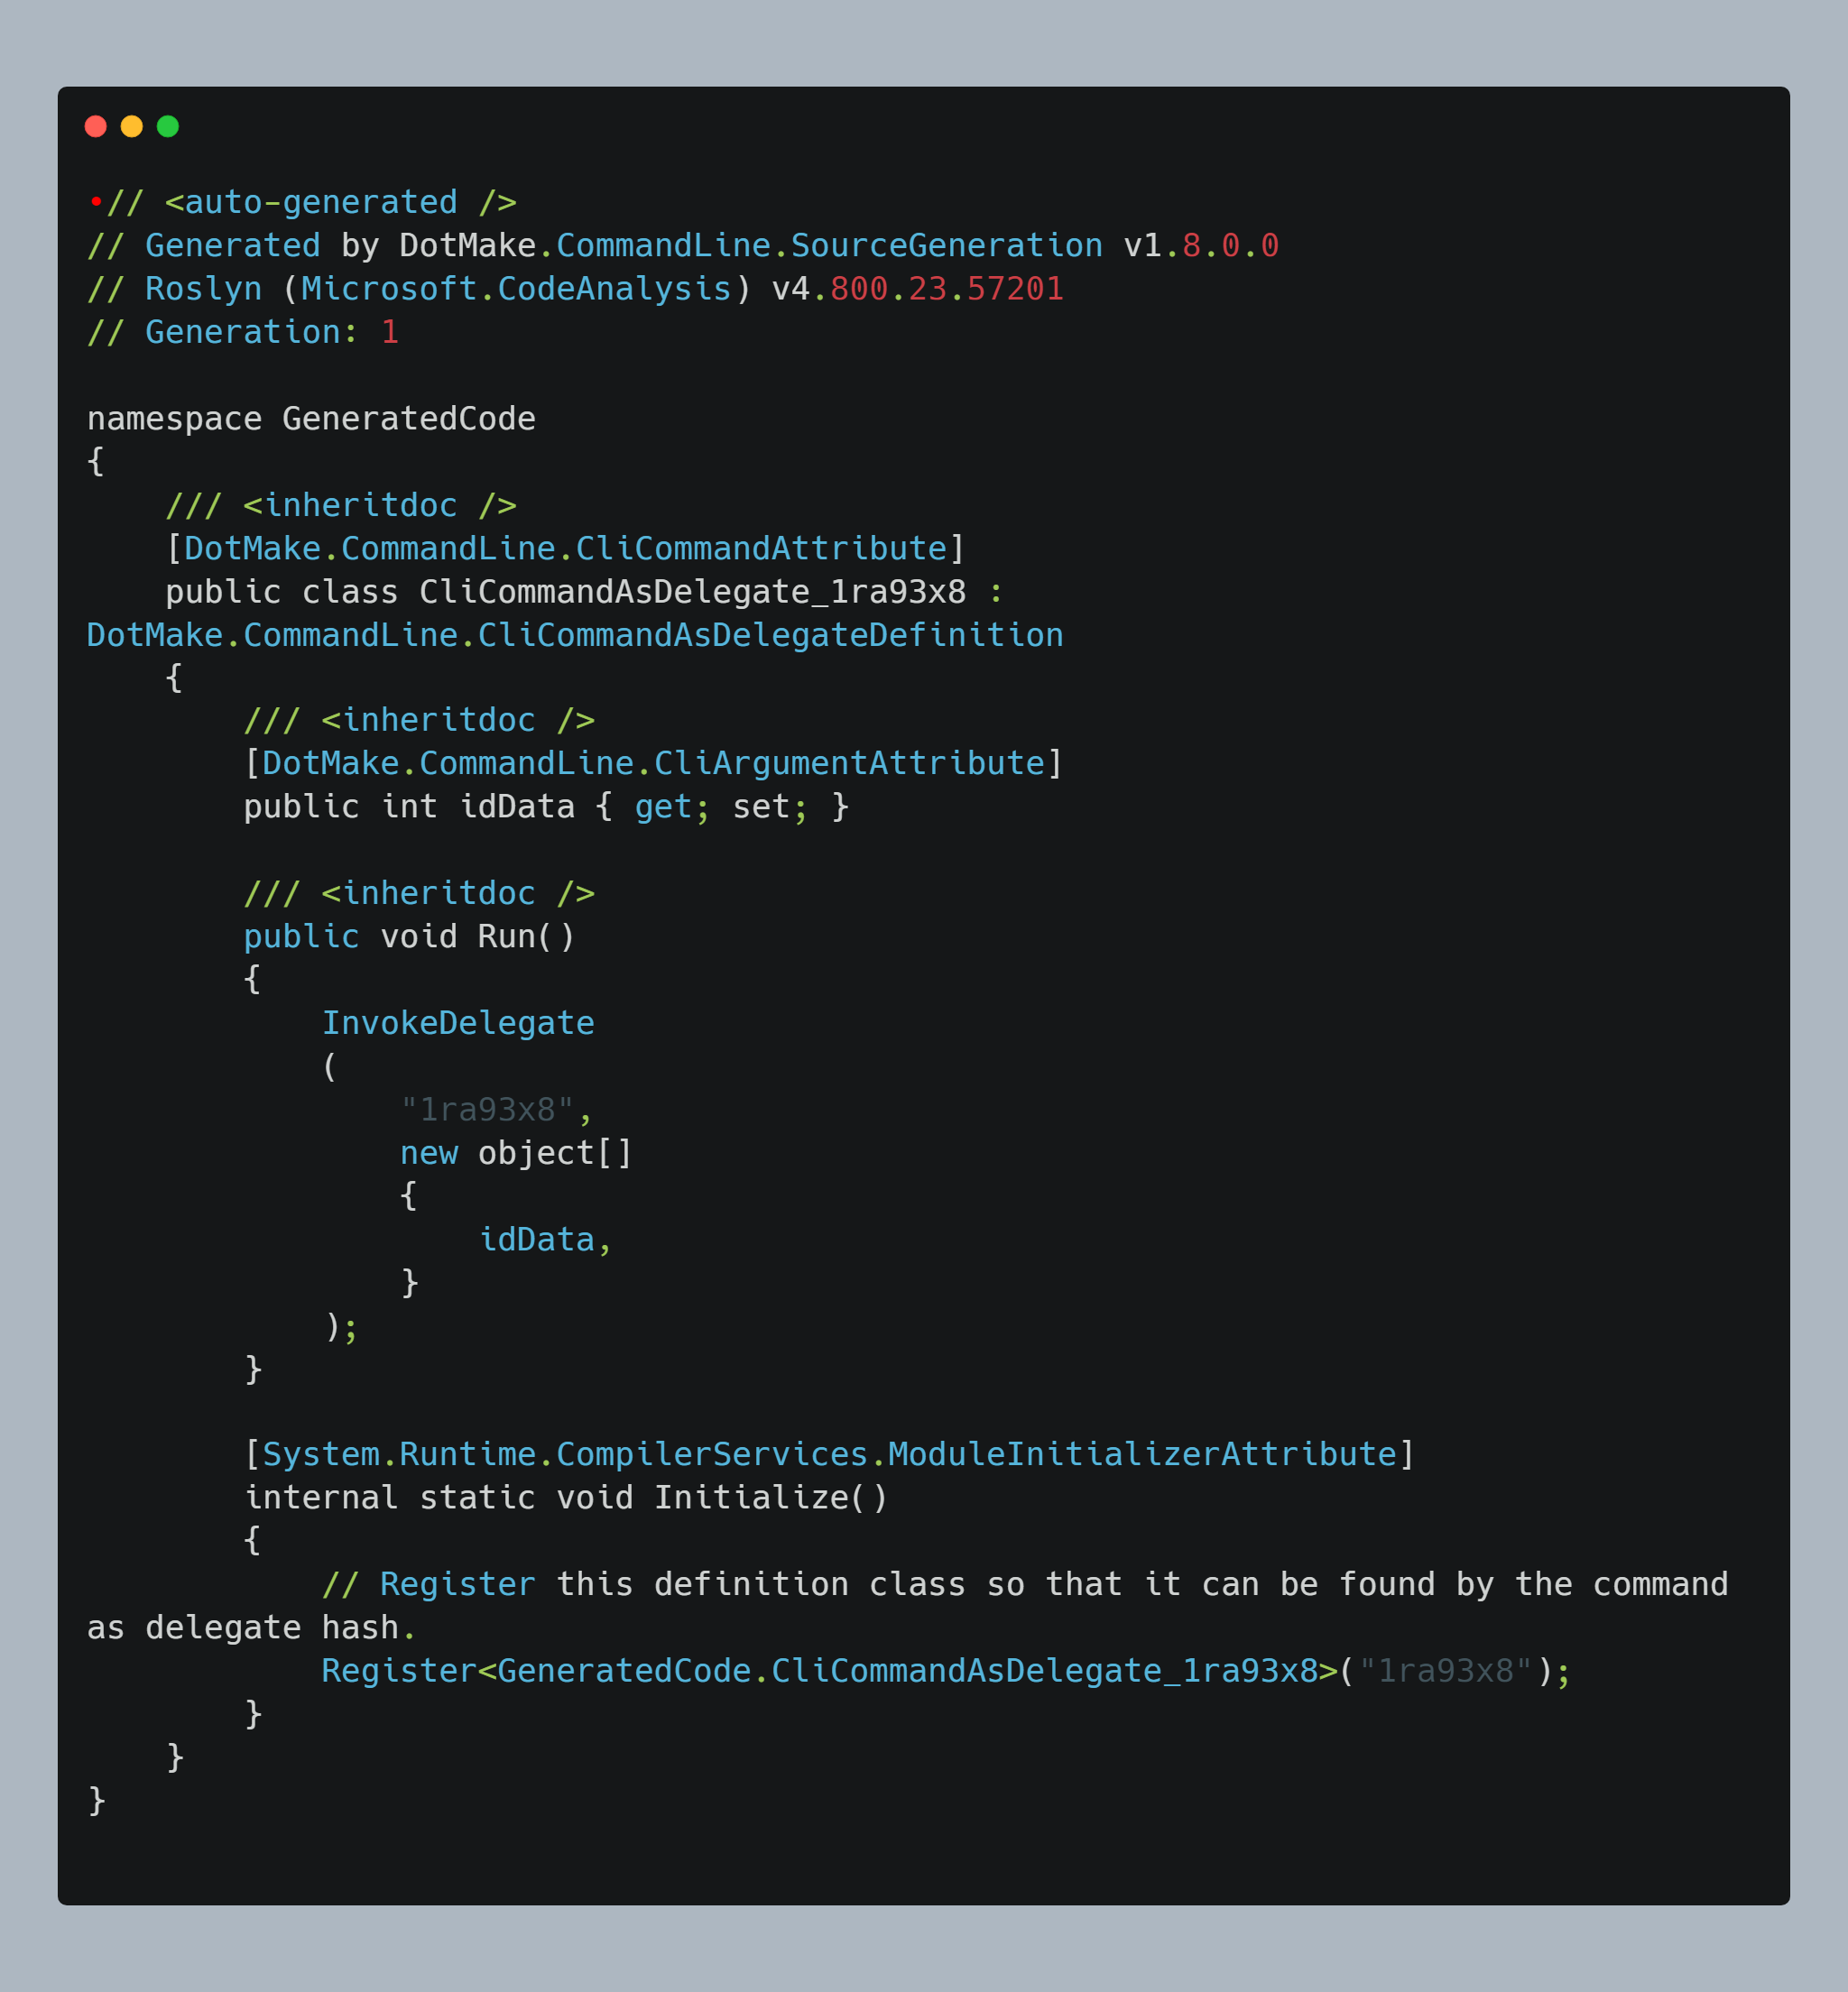 •// <auto-generated />
// Generated by DotMake.CommandLine.SourceGeneration v1.8.0.0
// Roslyn (Microsoft.CodeAnalysis) v4.800.23.57201
// Generation: 1

namespace GeneratedCode
{
    /// <inheritdoc />
    [DotMake.CommandLine.CliCommandAttribute]
    public class CliCommandAsDelegate_1ra93x8 :
DotMake.CommandLine.CliCommandAsDelegateDefinition
    {
        /// <inheritdoc />
        [DotMake.CommandLine.CliArgumentAttribute]
        public int idData { get; set; }

        /// <inheritdoc />
        public void Run()
        {
            InvokeDelegate
            (
                "1ra93x8",
                new object[]
                {
                    idData,
                }
            );
        }

        [System.Runtime.CompilerServices.ModuleInitializerAttribute]
        internal static void Initialize()
        {
            // Register this definition class so that it can be found by the command
as delegate hash.
            Register<GeneratedCode.CliCommandAsDelegate_1ra93x8>("1ra93x8");
        }
    }
}